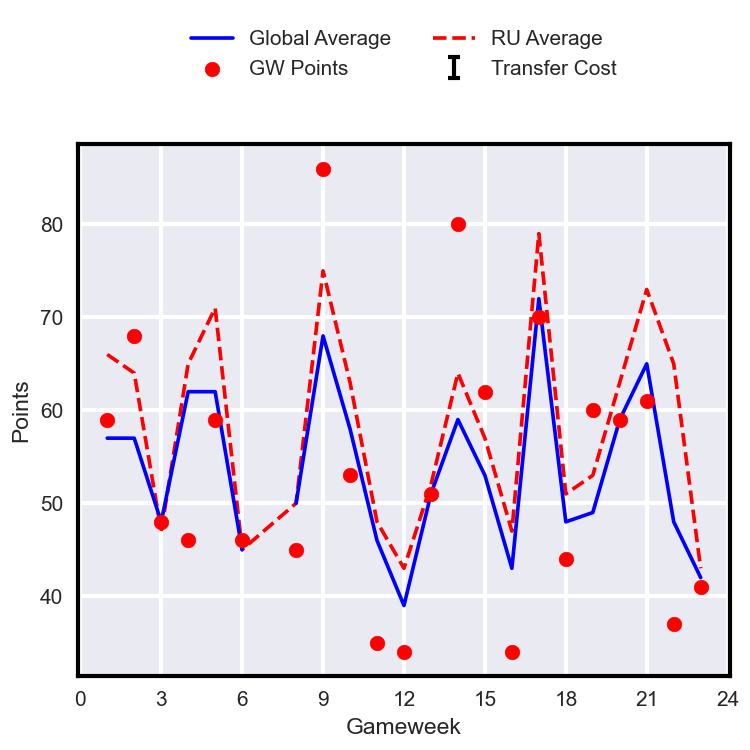 Global Average
RU Average
GW Points
Transfer Cost
80
70
60
50
40
Points
0 3 6 9 12 15 18 21 24
Gameweek